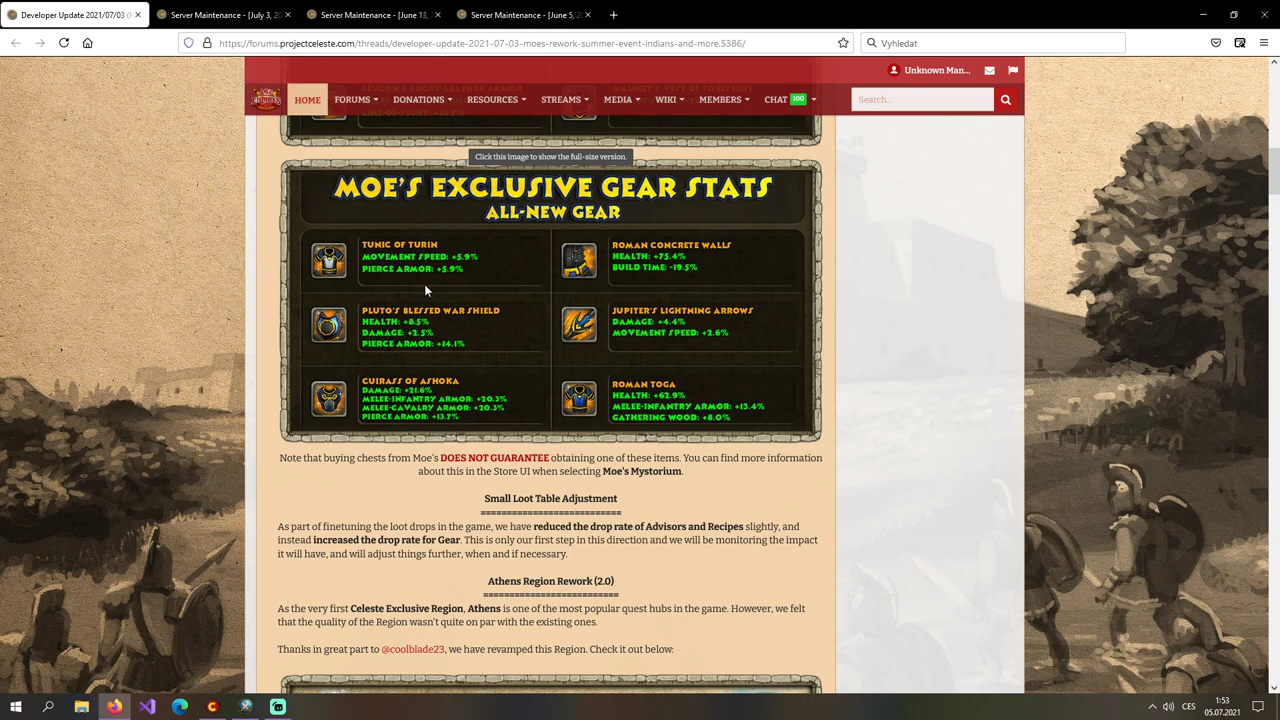 Developer Update 2021/07/03 (
Server Maintenance - [July 3, 20
Server Maintenance - [June 13,
Server Maintenance - [June 5, 2
https://forums.projectceleste.com/threads/developer-update-2021-07-03-moes-rework-summer-event-indians-and-more.5386/
Vyhledat
Unknown Man...
HOME FORUMS DONATIONS RESOURCES STREAMS MEDIA WIKI MEMBERS CHAT 100
Search...
Click this image to show the full-size version.
MOE'S EXCLUSIVE GEAR STATS
ALL-NEW GEAR
TUNIC OF TURIN
MOVEMENT SPEED: +5.9%
PIERCE ARMOR: +5.9%
ROMAN CONCRETE WALLS
HEALTH: +75.4%
BUILD TIME: -19.5%
PLUTO'S BLESSED WAR SHIELD
HEALTH: +8.5%
DAMAGE: +2.5%
PIERCE ARMOR: +14.1%
JUPITER'S LIGHTNING ARROWS
DAMAGE: +4.4%
MOVEMENT SPEED: +2.6%
CUIRASS OF ASHOKA
DAMAGE: +21.6%
MELEE-INFANTRY ARMOR: +20.3%
MELEE-CAVALRY ARMOR: +20.3%
PIERCE ARMOR: +13.7%
ROMAN TOGA
HEALTH: +62.9%
MELEE-INFANTRY ARMOR: +13.4%
GATHERING WOOD: +8.0%
Note that buying chests from Moe's DOES NOT GUARANTEE obtaining one of these items. You can find more information
about this in the Store UI when selecting Moe's Mysterium.
Small Loot Table Adjustment
==========================
As part of finetuning the loot drops in the game, we have reduced the drop rate of Advisors and Recipes slightly, and
instead increased the drop rate for Gear. This is only our first step in this direction and we will be monitoring the impact
it will have, and will adjust things further, when and if necessary.
Athens Region Rework (2.0)
=========================
As the very first Celeste Exclusive Region, Athens is one of the most popular quest hubs in the game. However, we felt
that the quality of the Region wasn't quite on par with the existing ones.
Thanks in great part to @coolblade23, we have revamped this Region. Check it out below:
CES
1:53
05.07.2021